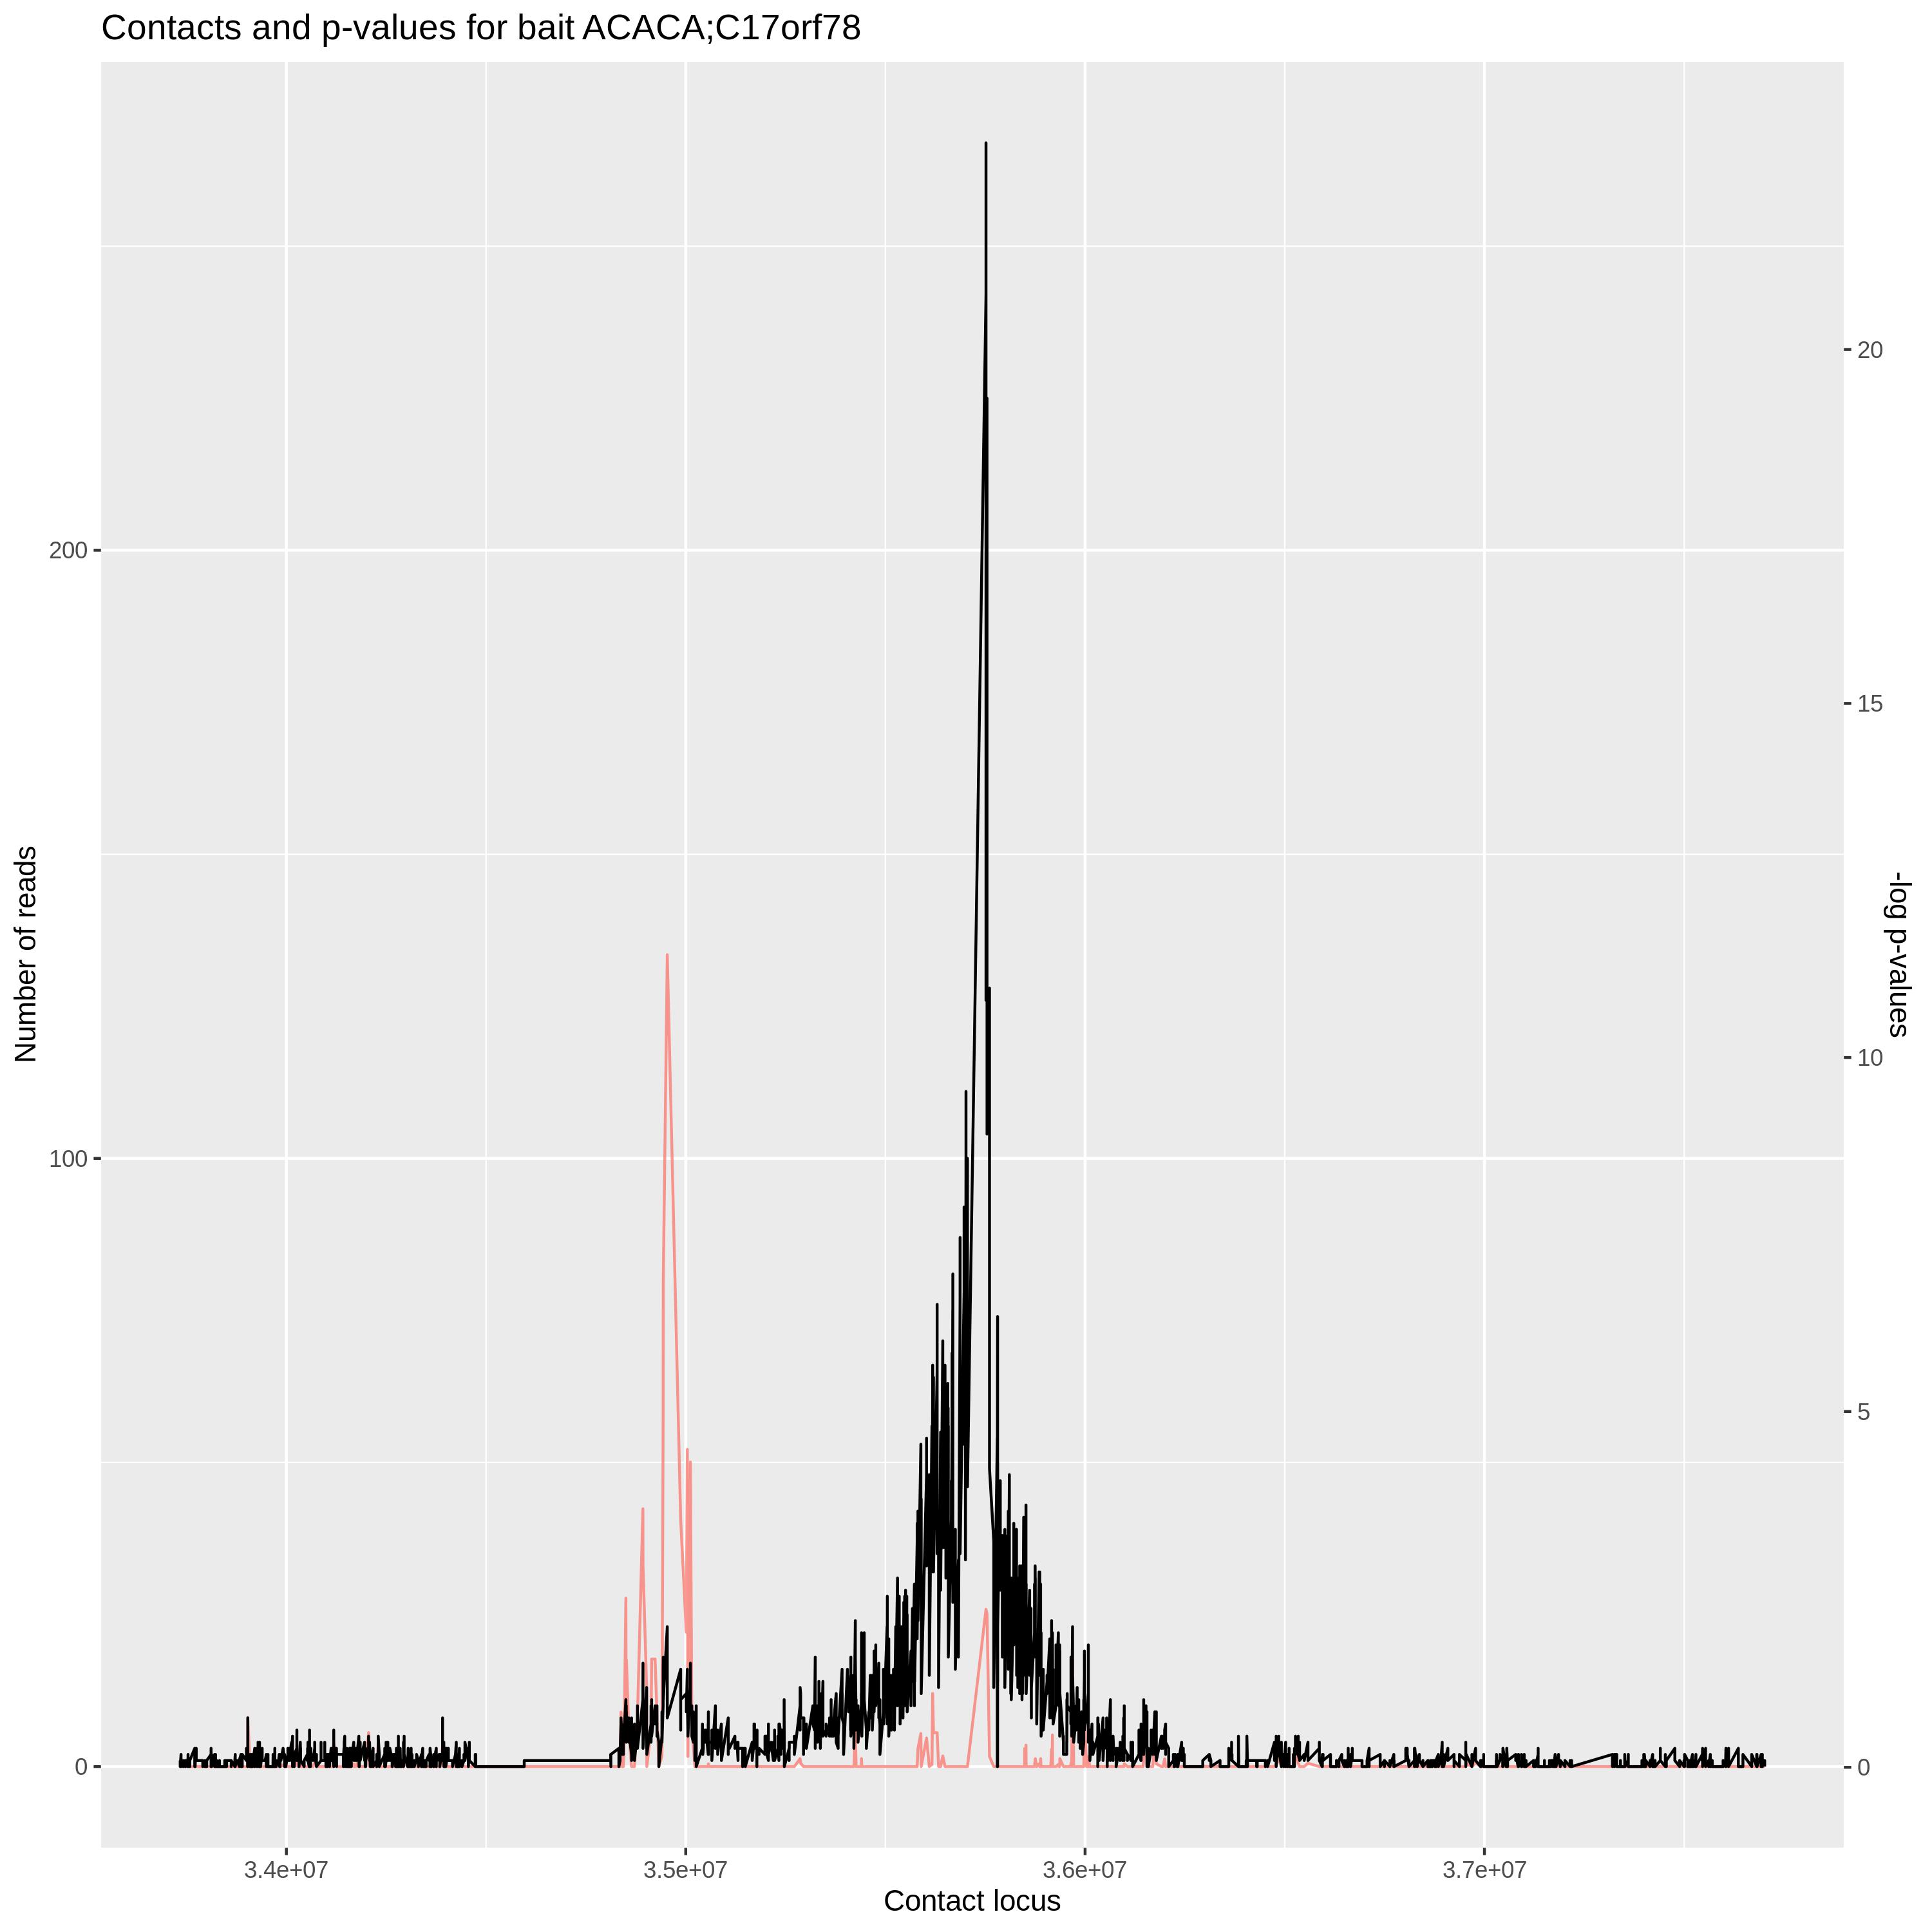 Contacts and p-values for bait ACACA;C17orf78
Number of reads
200
100
0
20
15
10
5
0
-log p-values
3.4e+07
3.5e+07
3.6e+07
3.7e+07
Contact locus